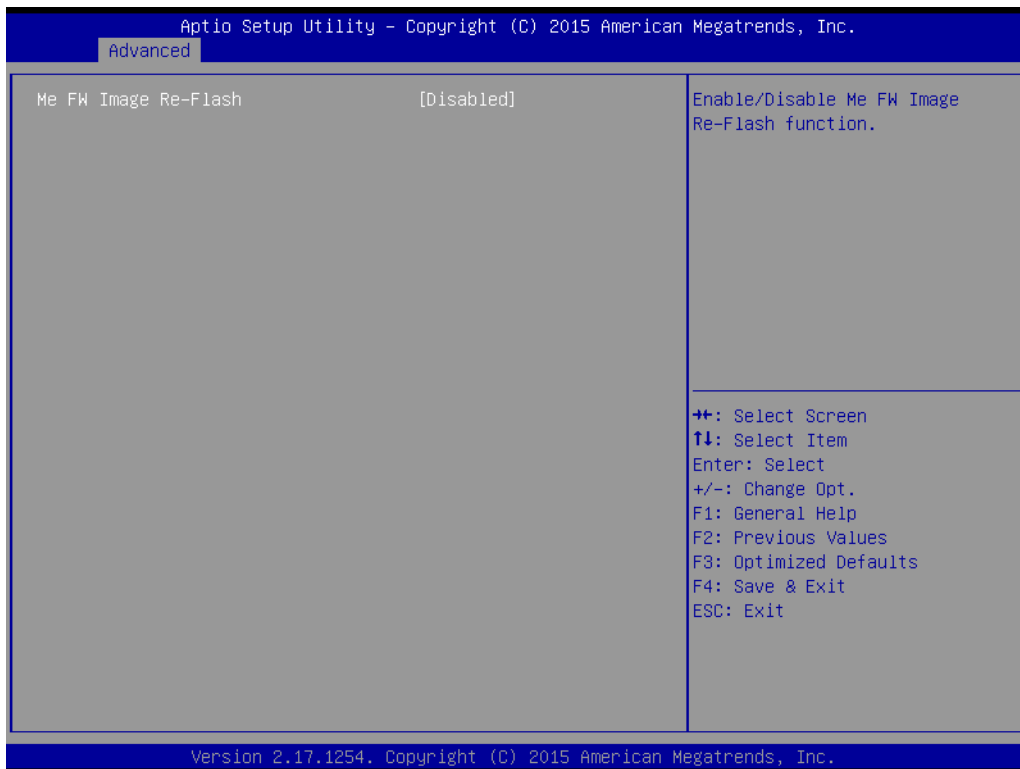 Aptio Setup Utility – Copyright (C) 2015 American Megatrends, Inc.
Advanced
Me FW Image Re-Flash [Disabled]
Enable/Disable Me FW Image
Re-Flash function.
→←: Select Screen
↑↓: Select Item
Enter: Select
+/-: Change Opt.
F1: General Help
F2: Previous Values
F3: Optimized Defaults
F4: Save & Exit
ESC: Exit
Version 2.17.1254. Copyright (C) 2015 American Megatrends, Inc.